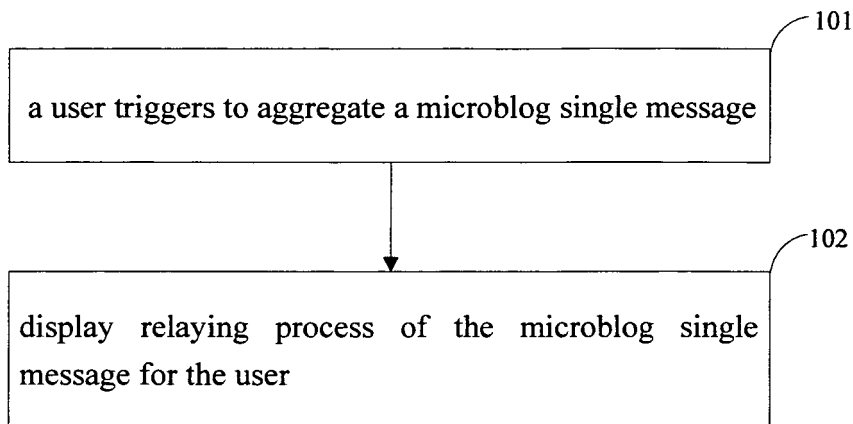 101
a user triggers to aggregate a microblog single message
102
display relaying process of the microblog single
message for the user